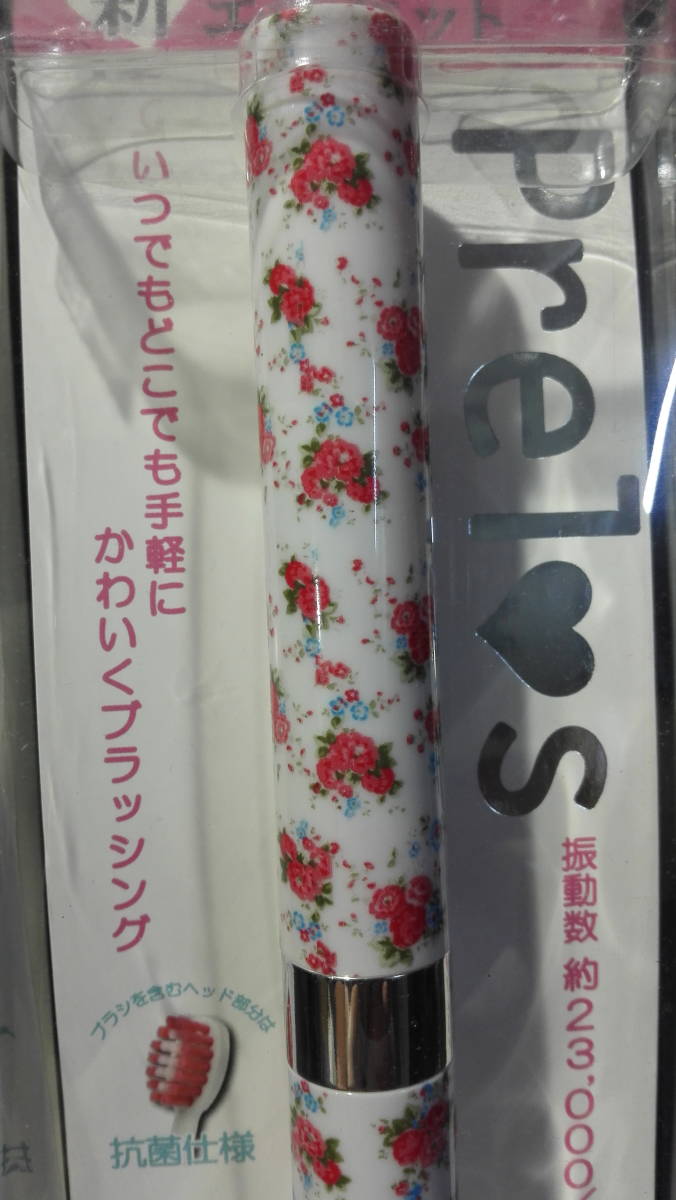 新
prel♥s
振動数 約23,000
いつでもどこでも手軽に
かわいくブラッシング
ブラシを含むヘッド部分は
抗菌仕様